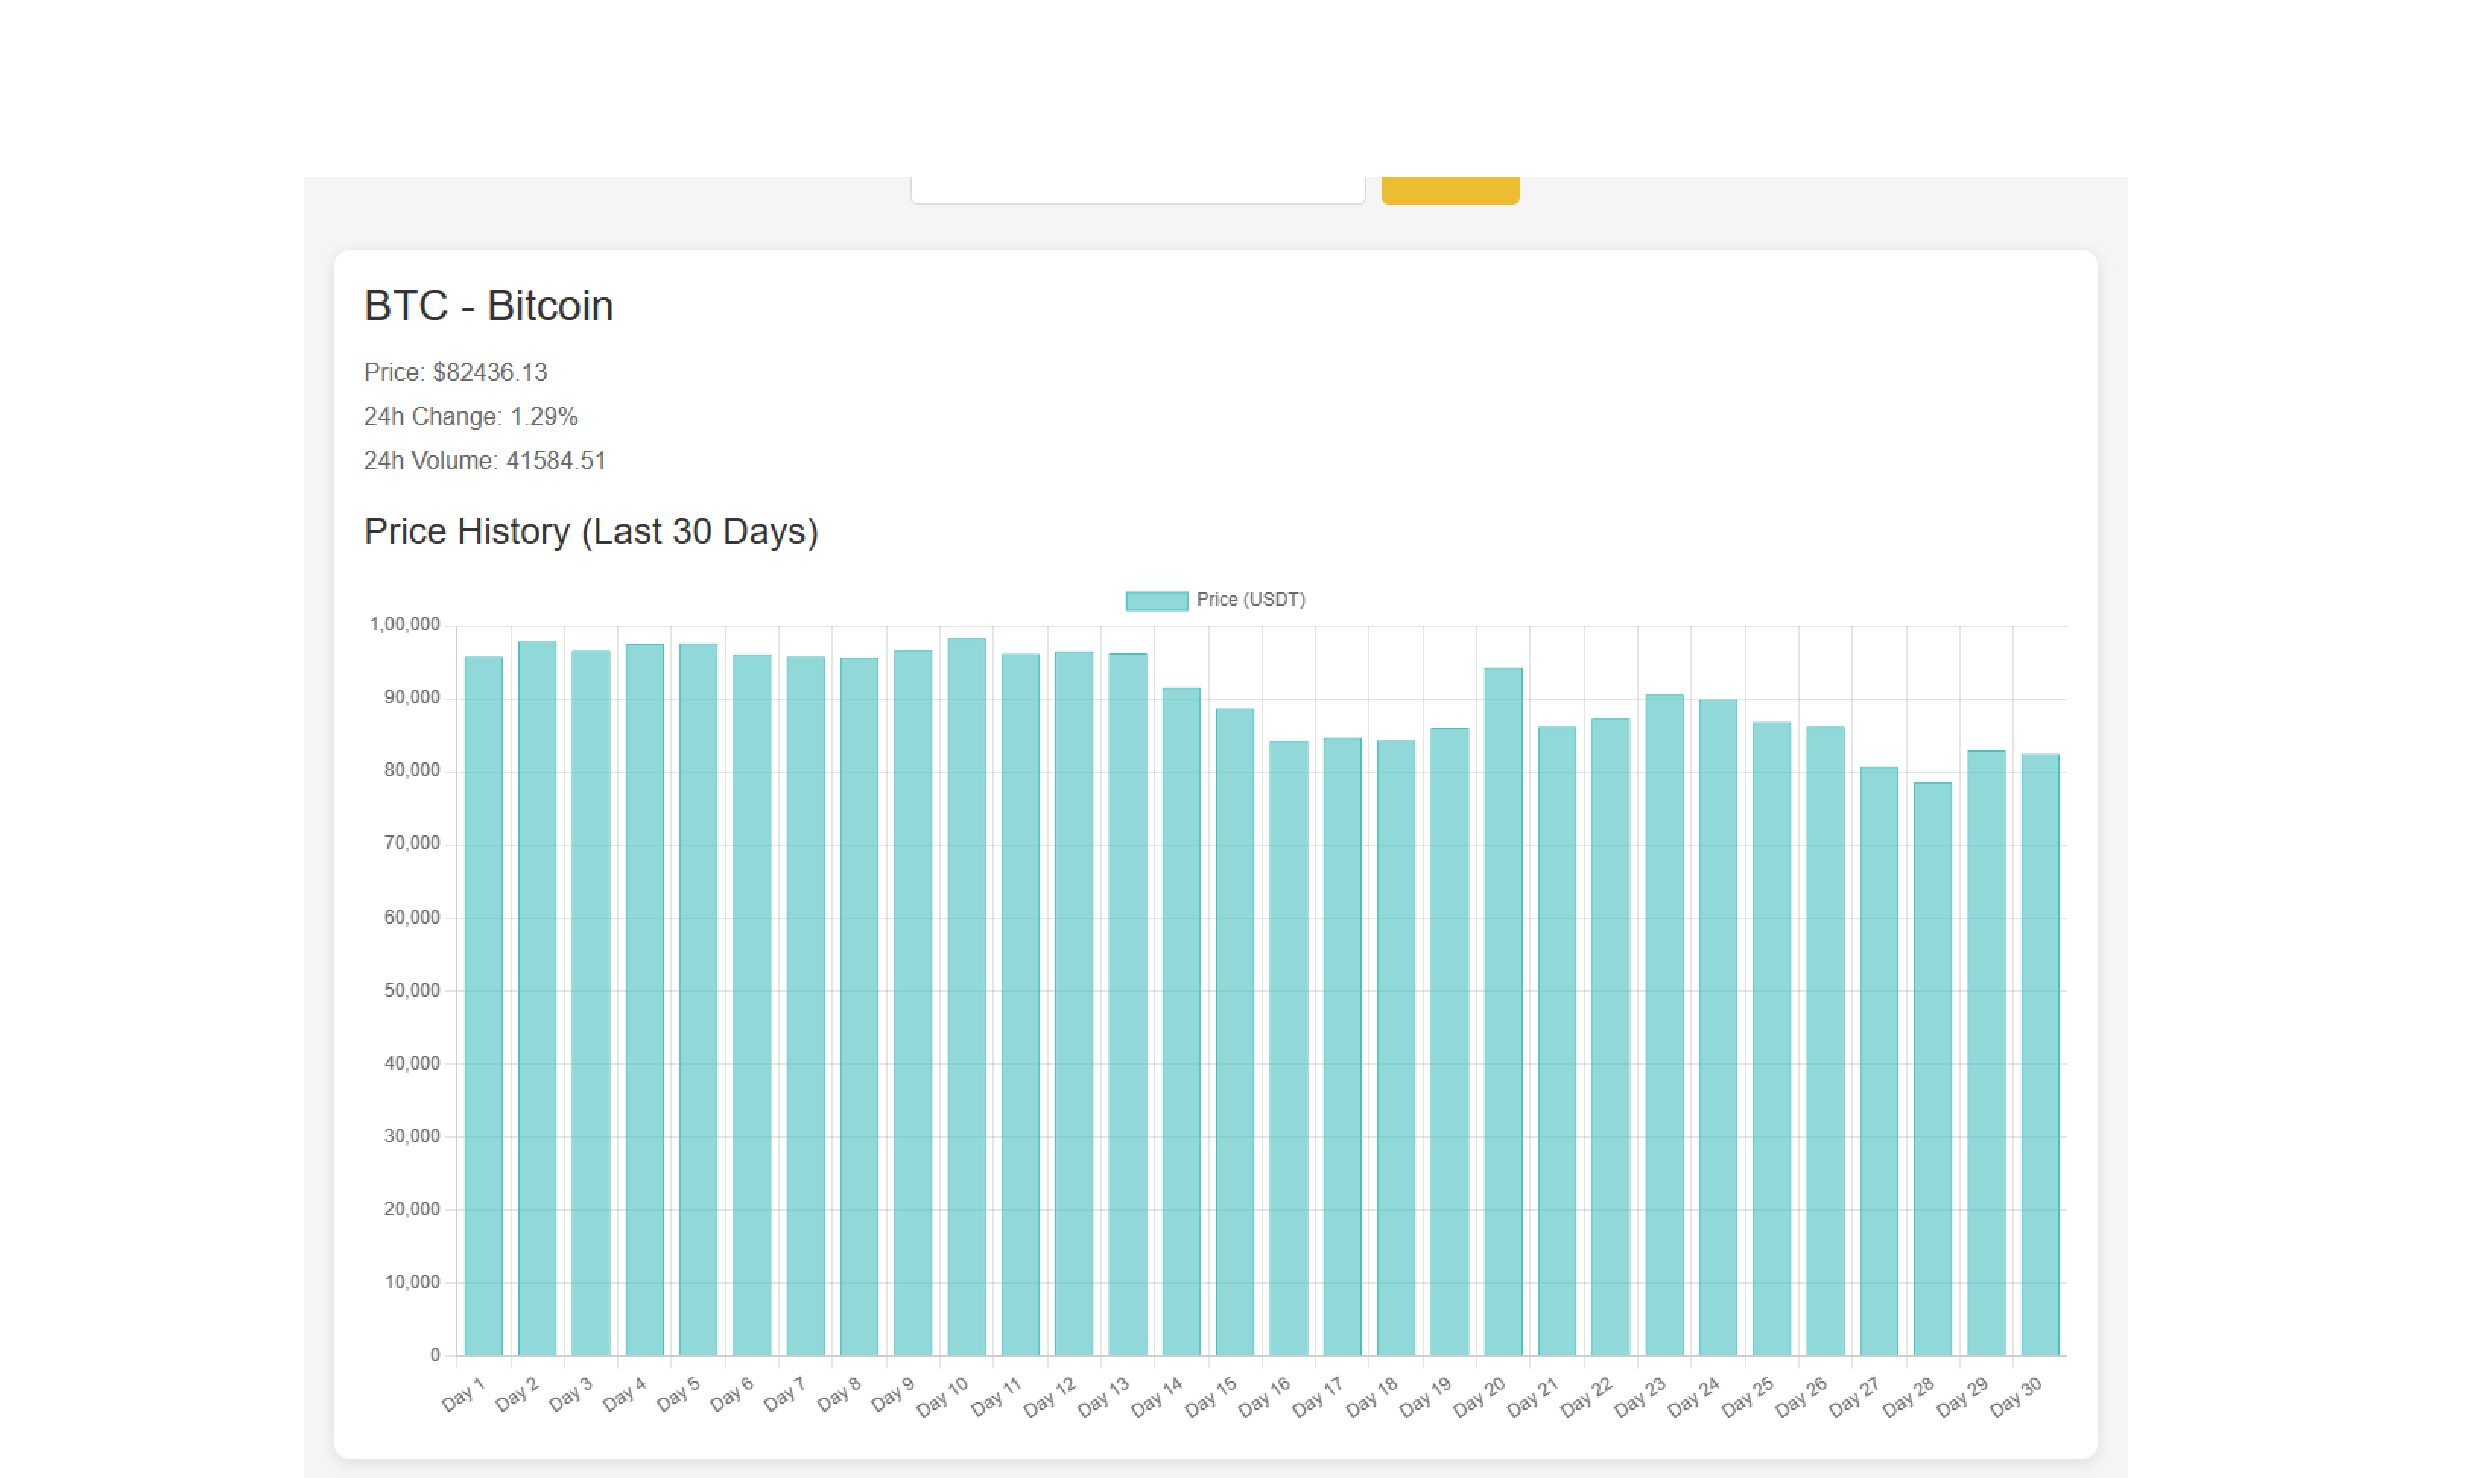 BTC - Bitcoin
Price: $82436.13
24h Change: 1.29%
24h Volume: 41584.51
Price History (Last 30 Days)
Price (USDT)
1,00,000
90,000
80,000
70,000
60,000
50,000
40,000
30,000
20,000
10,000
0
Day 1 Day 2 Day 3 Day 4 Day 5 Day 6 Day 7 Day 8 Day 9 Day 10 Day 11 Day 12 Day 13 Day 14 Day 15 Day 16 Day 17 Day 18 Day 19 Day 20 Day 21 Day 22 Day 23 Day 24 Day 25 Day 26 Day 27 Day 28 Day 29 Day 30